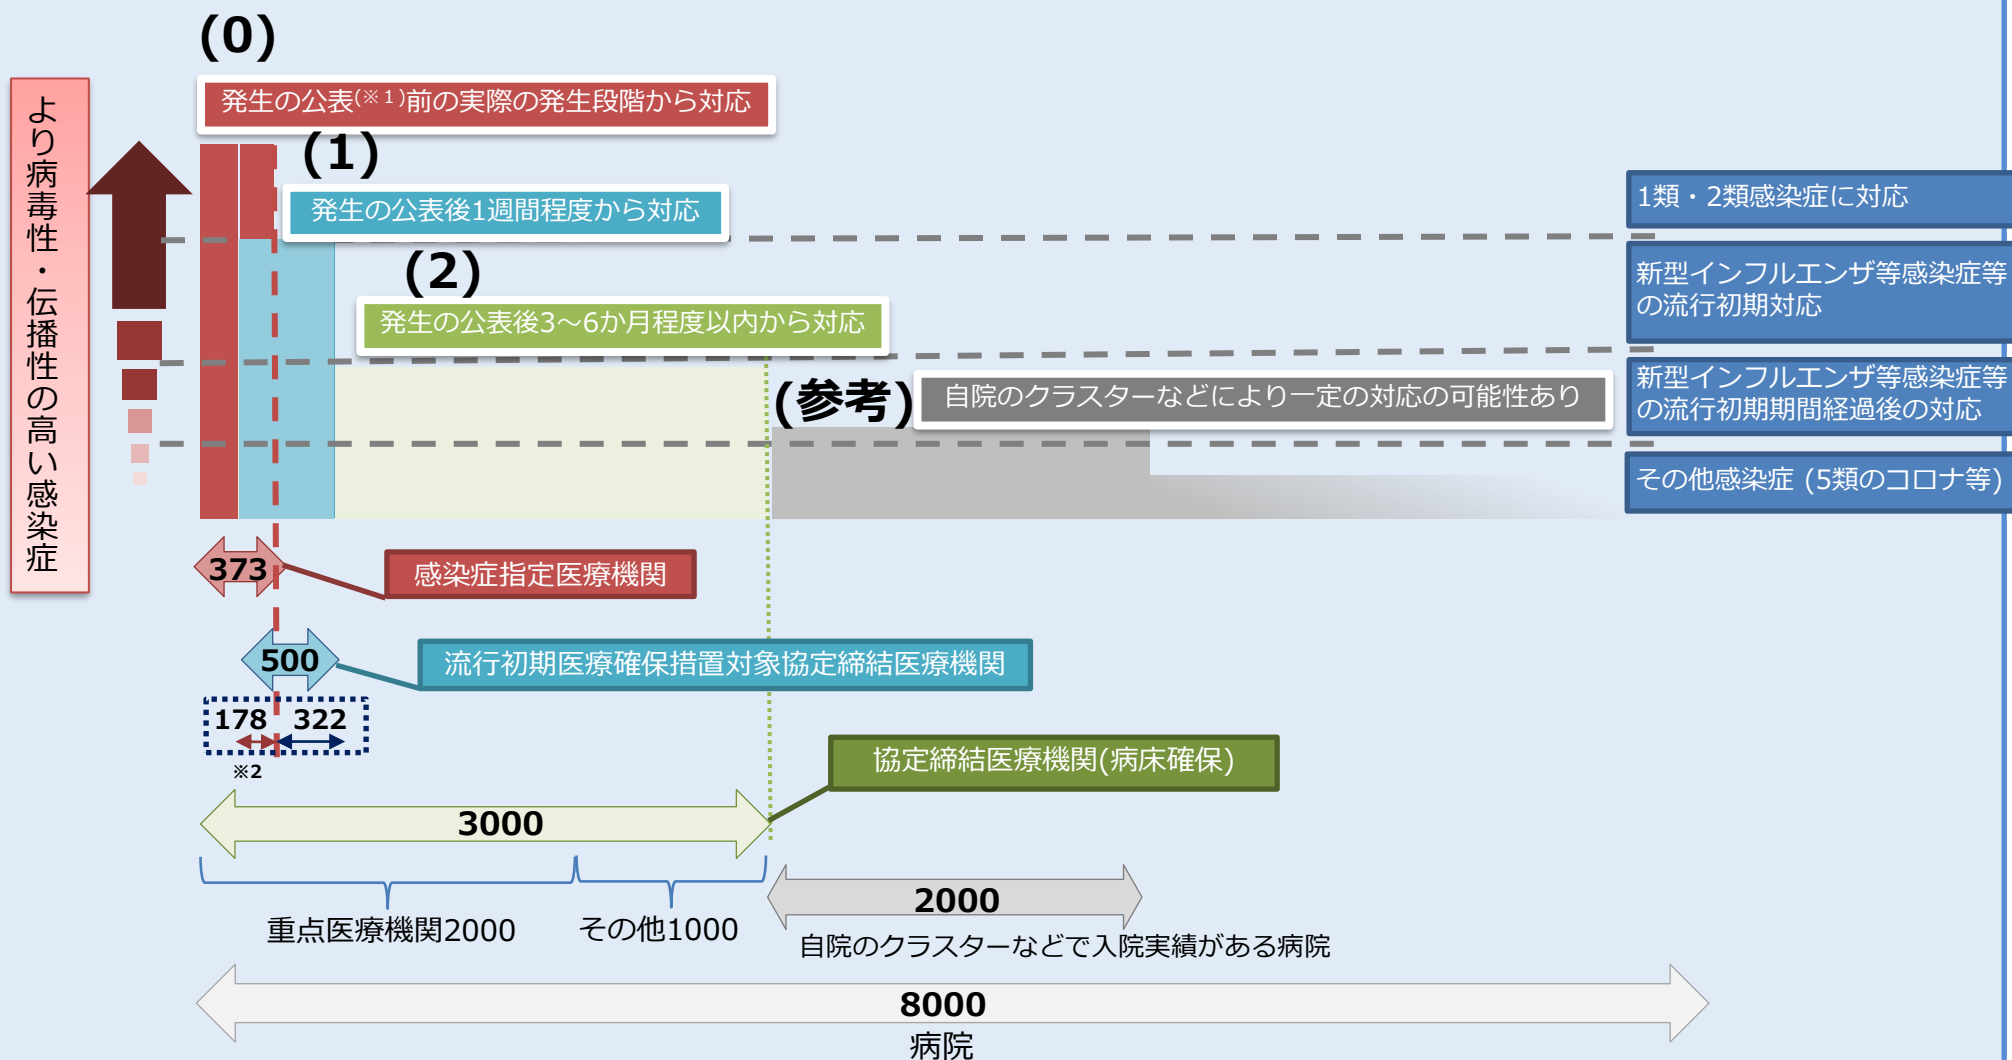 (0)
発生の公表(※1)前の実際の発生段階から対応
より病毒性・伝播性の高い感染症
(1)
発生の公表後1週間程度から対応
1類・2類感染症に対応
(2)
発生の公表後3～6か月程度以内から対応
新型インフルエンザ等感染症等
の流行初期対応
(参考)
自院のクラスターなどにより一定の対応の可能性あり
新型インフルエンザ等感染症等
の流行初期期間経過後の対応
その他感染症 (5類のコロナ等)
373
感染症指定医療機関
500
流行初期医療確保措置対象協定締結医療機関
178 322
※2
協定締結医療機関(病床確保)
3000
重点医療機関2000
その他1000
2000
自院のクラスターなどで入院実績がある病院
8000
病院